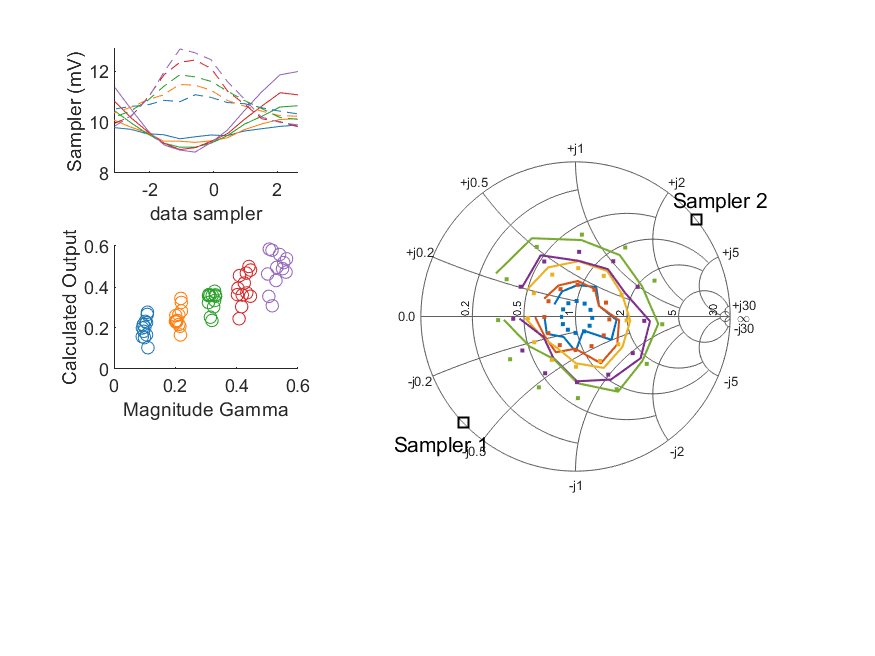 Sampler (mV)
12
10
8
-2
0
2
data sampler
Calculated Output
0.6
0.4
0.2
0
0
0.2
0.4
0.6
Magnitude Gamma
+j1
+j0.5
+j2
Sampler 2
+j0.2
+j5
0.0
0.2
0.5
1
2
5
30
+j30
∞
-j30
-j0.2
-j5
Sampler 1
-j0.5
-j2
-j1